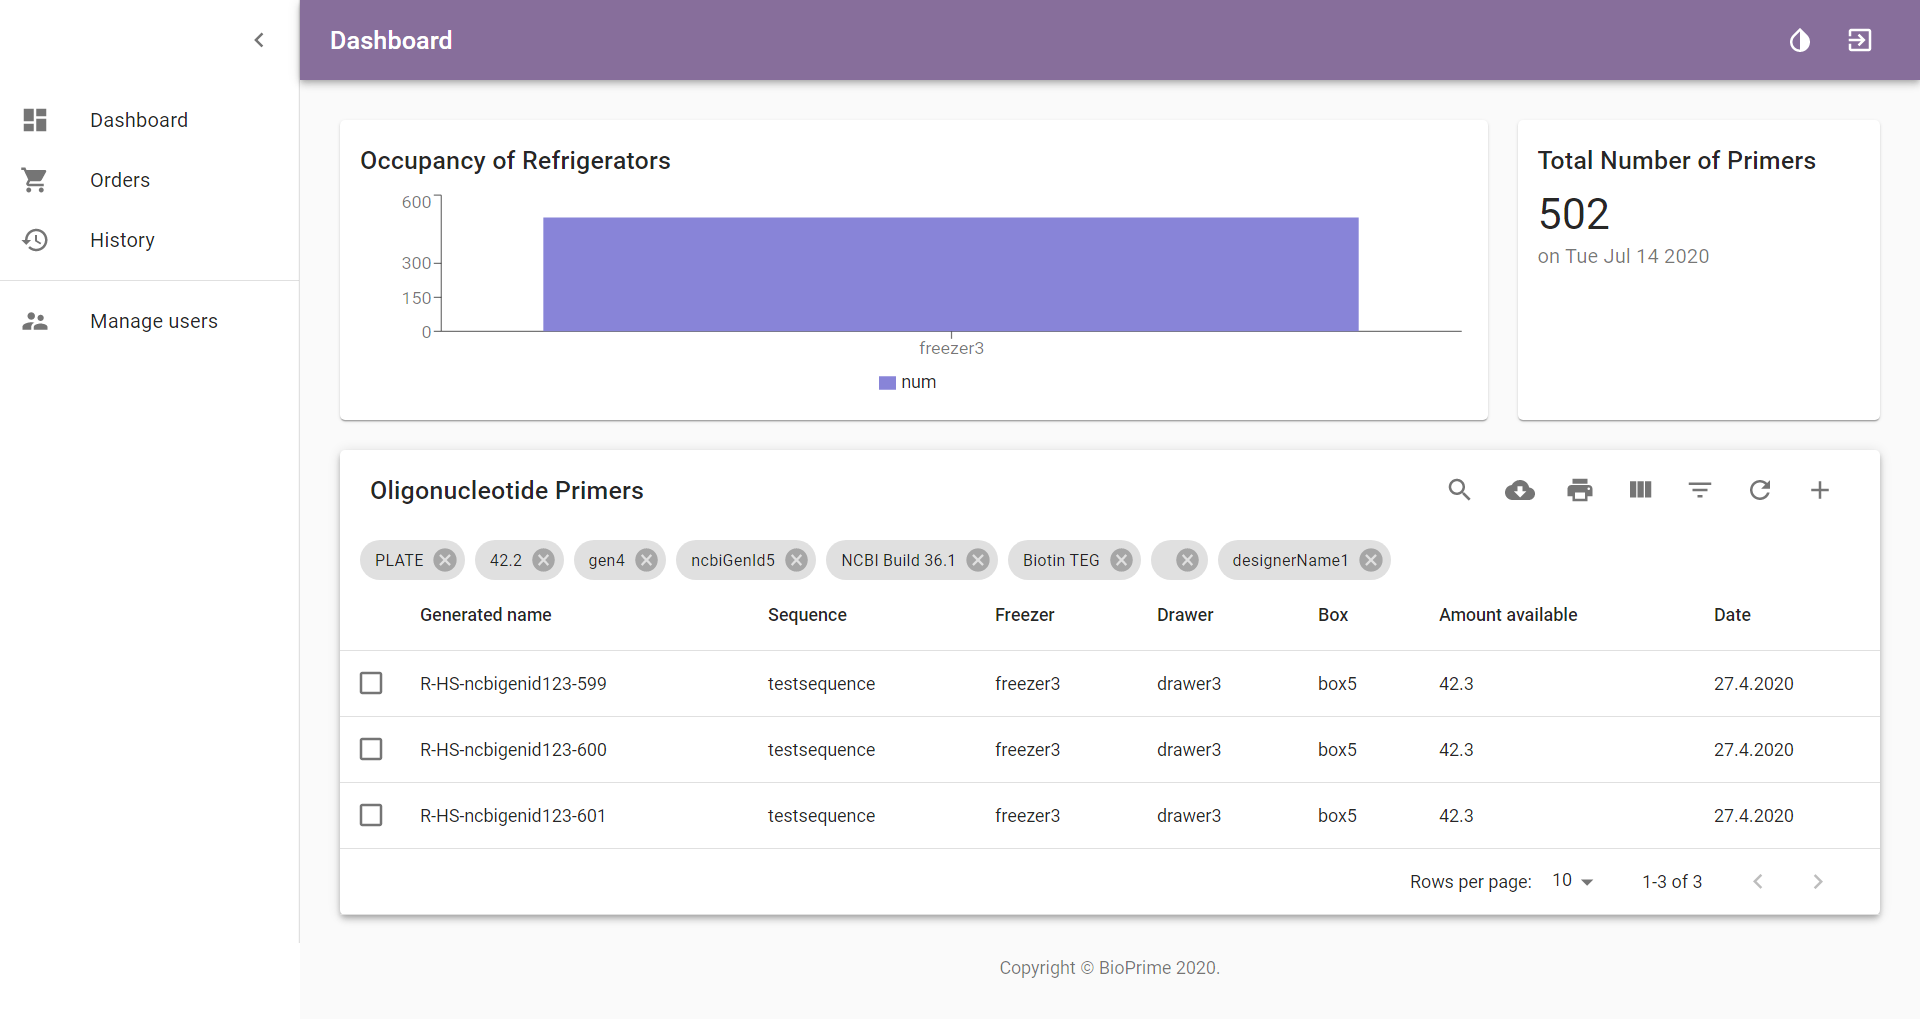 Dashboard
Dashboard
Orders
History
Manage users
Occupancy of Refrigerators
600
300
150
0
freezer3
num
Total Number of Primers
502
on Tue Jul 14 2020
Oligonucleotide Primers
PLATE 42.2 gen4 ncbiGenId5 NCBI Build 36.1 Biotin TEG designerName1
Generated name Sequence Freezer Drawer Box Amount available Date
R-HS-ncbigenid123-599 testsequence freezer3 drawer3 box5 42.3 27.4.2020
R-HS-ncbigenid123-600 testsequence freezer3 drawer3 box5 42.3 27.4.2020
R-HS-ncbigenid123-601 testsequence freezer3 drawer3 box5 42.3 27.4.2020
Rows per page: 10 1-3 of 3
Copyright © BioPrime 2020.